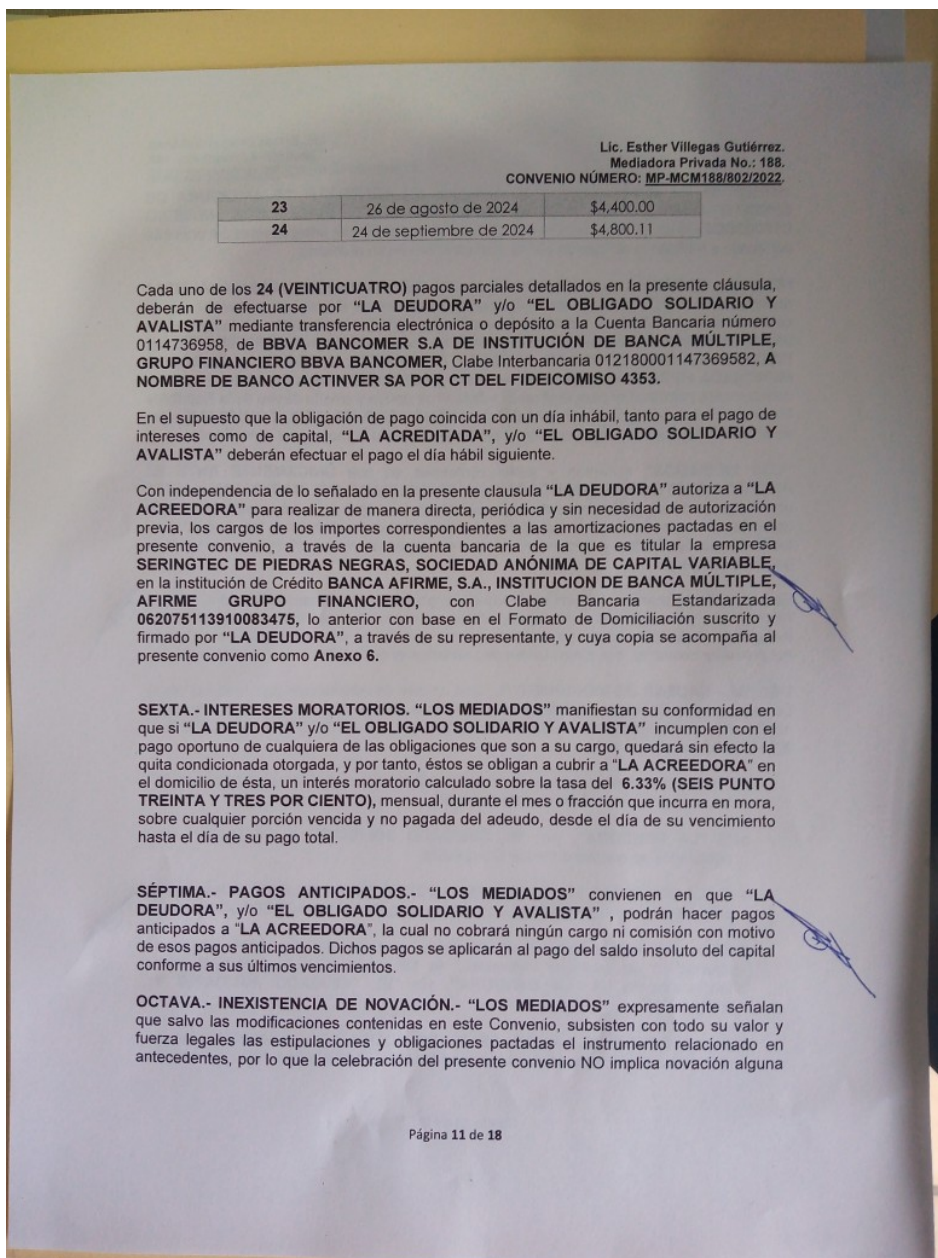 Lic. Esther Villegas Gutiérrez.
Mediadora Privada No.: 188.
CONVENIO NÚMERO: MP-MCM188/802/2022.
23 26 de agosto de 2024 $4,400.00
24 24 de septiembre de 2024 $4,800.11
Cada uno de los 24 (VEINTICUATRO) pagos parciales detallados en la presente cláusula,
deberán de efectuarse por “LA DEUDORA” y/o “EL OBLIGADO SOLIDARIO Y
AVALISTA” mediante transferencia electrónica o depósito a la Cuenta Bancaria número
0114736958, de BBVA BANCOMER S.A DE INSTITUCIÓN DE BANCA MÚLTIPLE,
GRUPO FINANCIERO BBVA BANCOMER, Clabe Interbancaria 012180001147369582, A
NOMBRE DE BANCO ACTINVER SA POR CT DEL FIDEICOMISO 4353.
En el supuesto que la obligación de pago coincida con un día inhábil, tanto para el pago de
intereses como de capital, “LA ACREDITADA”, y/o “EL OBLIGADO SOLIDARIO Y
AVALISTA” deberán efectuar el pago el día hábil siguiente.
Con independencia de lo señalado en la presente clausula “LA DEUDORA” autoriza a “LA
ACREEDORA” para realizar de manera directa, periódica y sin necesidad de autorización
previa, los cargos de los importes correspondientes a las amortizaciones pactadas en el
presente convenio, a través de la cuenta bancaria de la que es titular la empresa
SERINGTEC DE PIEDRAS NEGRAS, SOCIEDAD ANÓNIMA DE CAPITAL VARIABLE,
en la institución de Crédito BANCA AFIRME, S.A., INSTITUCION DE BANCA MÚLTIPLE,
AFIRME GRUPO FINANCIERO, con Clabe Bancaria Estandarizada
062075113910083475, lo anterior con base en el Formato de Domiciliación suscrito y
firmado por “LA DEUDORA”, a través de su representante, y cuya copia se acompaña al
presente convenio como Anexo 6.
SEXTA.- INTERESES MORATORIOS. “LOS MEDIADOS” manifiestan su conformidad en
que si “LA DEUDORA” y/o “EL OBLIGADO SOLIDARIO Y AVALISTA” incumplen con el
pago oportuno de cualquiera de las obligaciones que son a su cargo, quedará sin efecto la
quita condicionada otorgada, y por tanto, éstos se obligan a cubrir a “LA ACREEDORA” en
el domicilio de ésta, un interés moratorio calculado sobre la tasa del 6.33% (SEIS PUNTO
TREINTA Y TRES POR CIENTO), mensual, durante el mes o fracción que incurra en mora,
sobre cualquier porción vencida y no pagada del adeudo, desde el día de su vencimiento
hasta el día de su pago total.
SÉPTIMA.- PAGOS ANTICIPADOS.- “LOS MEDIADOS” convienen en que “LA
DEUDORA”, y/o “EL OBLIGADO SOLIDARIO Y AVALISTA” , podrán hacer pagos
anticipados a “LA ACREEDORA”, la cual no cobrará ningún cargo ni comisión con motivo
de esos pagos anticipados. Dichos pagos se aplicarán al pago del saldo insoluto del capital
conforme a sus últimos vencimientos.
OCTAVA.- INEXISTENCIA DE NOVACIÓN.- “LOS MEDIADOS” expresamente señalan
que salvo las modificaciones contenidas en este Convenio, subsisten con todo su valor y
fuerza legales las estipulaciones y obligaciones pactadas el instrumento relacionado en
antecedentes, por lo que la celebración del presente convenio NO implica novación alguna
Página 11 de 18